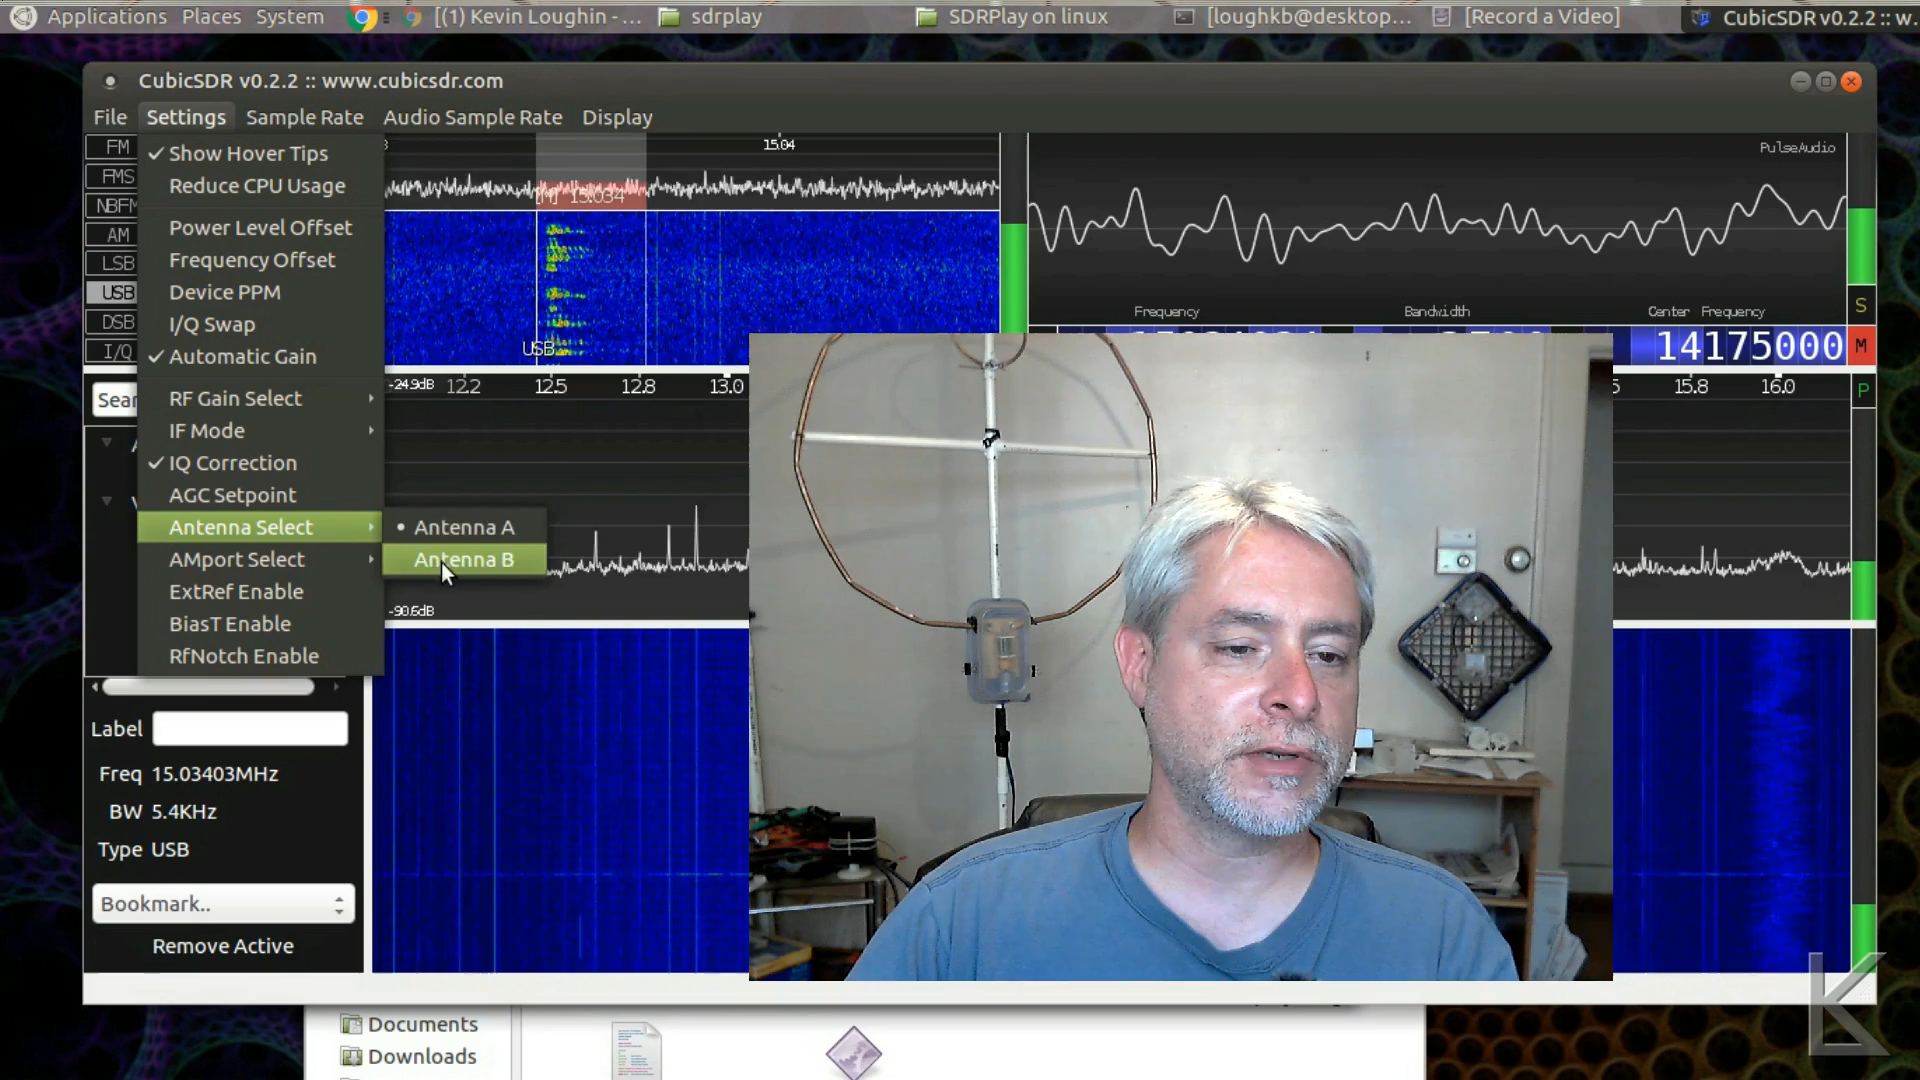 Applications Places System [(1) Kevin Loughin - ... sdrplay SDRPlay on linux [loughkb@desktop... [Record a Video] CubicSDR v0.2.2 :: w.
CubicSDR v0.2.2 :: www.cubicsdr.com
File Settings Sample Rate Audio Sample Rate Display
FM
FMS
NBFM
AM
LSB
USB
DSB
I/Q
Show Hover Tips
Reduce CPU Usage
Power Level Offset
Frequency Offset
Device PPM
I/Q Swap
Automatic Gain
RF Gain Select
IF Mode
IQ Correction
AGC Setpoint
Antenna Select
AMport Select
ExtRef Enable
BiasT Enable
RfNotch Enable
Antenna A
Antenna B
15.04
[M] 15.034
USB
PulseAudio
Frequency Bandwidth Center Frequency
14175000
S
M
P
-24.9dB 12.2 12.5 12.8 13.0 15.8 16.0
-90.6dB
Sear
Label
Freq 15.03403MHz
BW 5.4KHz
Type USB
Bookmark..
Remove Active
Documents
Downloads
K